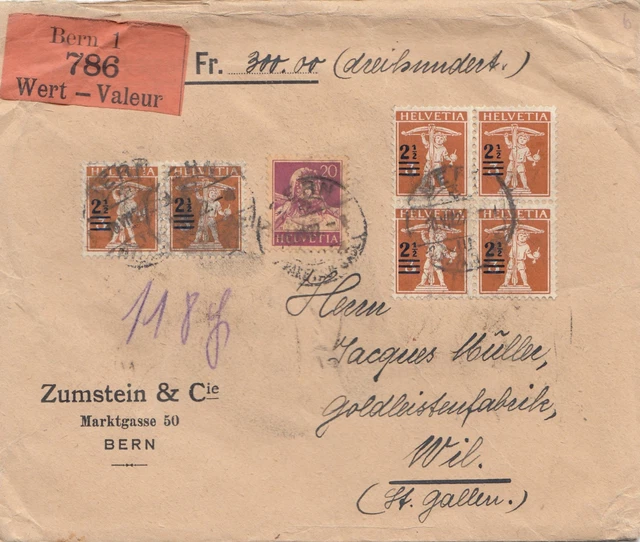 Bern 1
786
Wert - Valeur
Fr. 300.00 (dreihundert.)
HELVETIA HELVETIA
2½ 2½
HELVETIA HELVETIA
2½ 2½
2½ 2½
BERN
20
HELVETIA
118 g
Herrn
Jacques Müller,
Goldleistenfabrik,
Wil.
(St. Gallen.)
Zumstein & Cie
Marktgasse 50
BERN